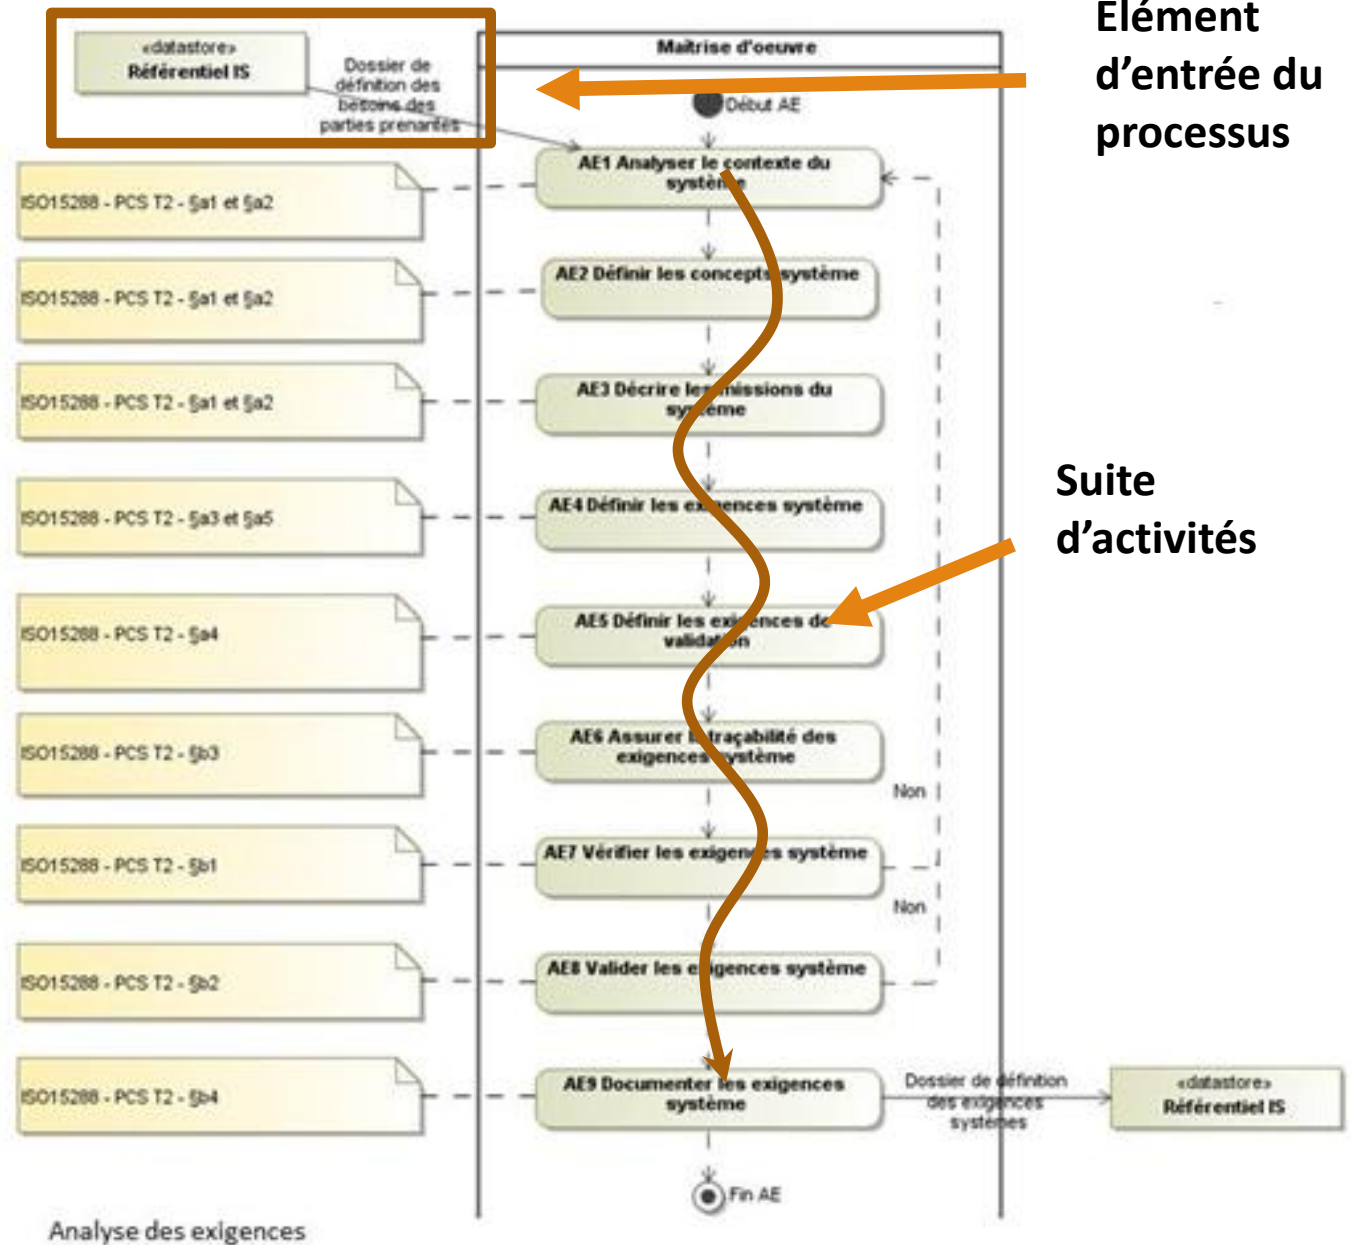 Elément
d'entrée du
processus
«datastore»
Référentiel IS
Dossier de
définition des
besoins des
parties prenantes
Maîtrise d'oeuvre
Début AE
AE1 Analyser le contexte du
système
ISO15288 - PCS T2 - §a1 et §a2
AE2 Définir les concepts système
ISO15288 - PCS T2 - §a1 et §a2
AE3 Décrire les missions du
système
ISO15288 - PCS T2 - §a1 et §a2
Suite
d'activités
AE4 Définir les exigences système
ISO15288 - PCS T2 - §a3 et §a5
AE5 Définir les exigences de
validation
ISO15288 - PCS T2 - §a4
AE6 Assurer la traçabilité des
exigences système
ISO15288 - PCS T2 - §b3
Non
AE7 Vérifier les exigences système
ISO15288 - PCS T2 - §b1
Non
AE8 Valider les exigences système
ISO15288 - PCS T2 - §b2
AE9 Documenter les exigences
système
ISO15288 - PCS T2 - §b4
Dossier de définition
des exigences
systèmes
«datastore»
Référentiel IS
Fin AE
Analyse des exigences